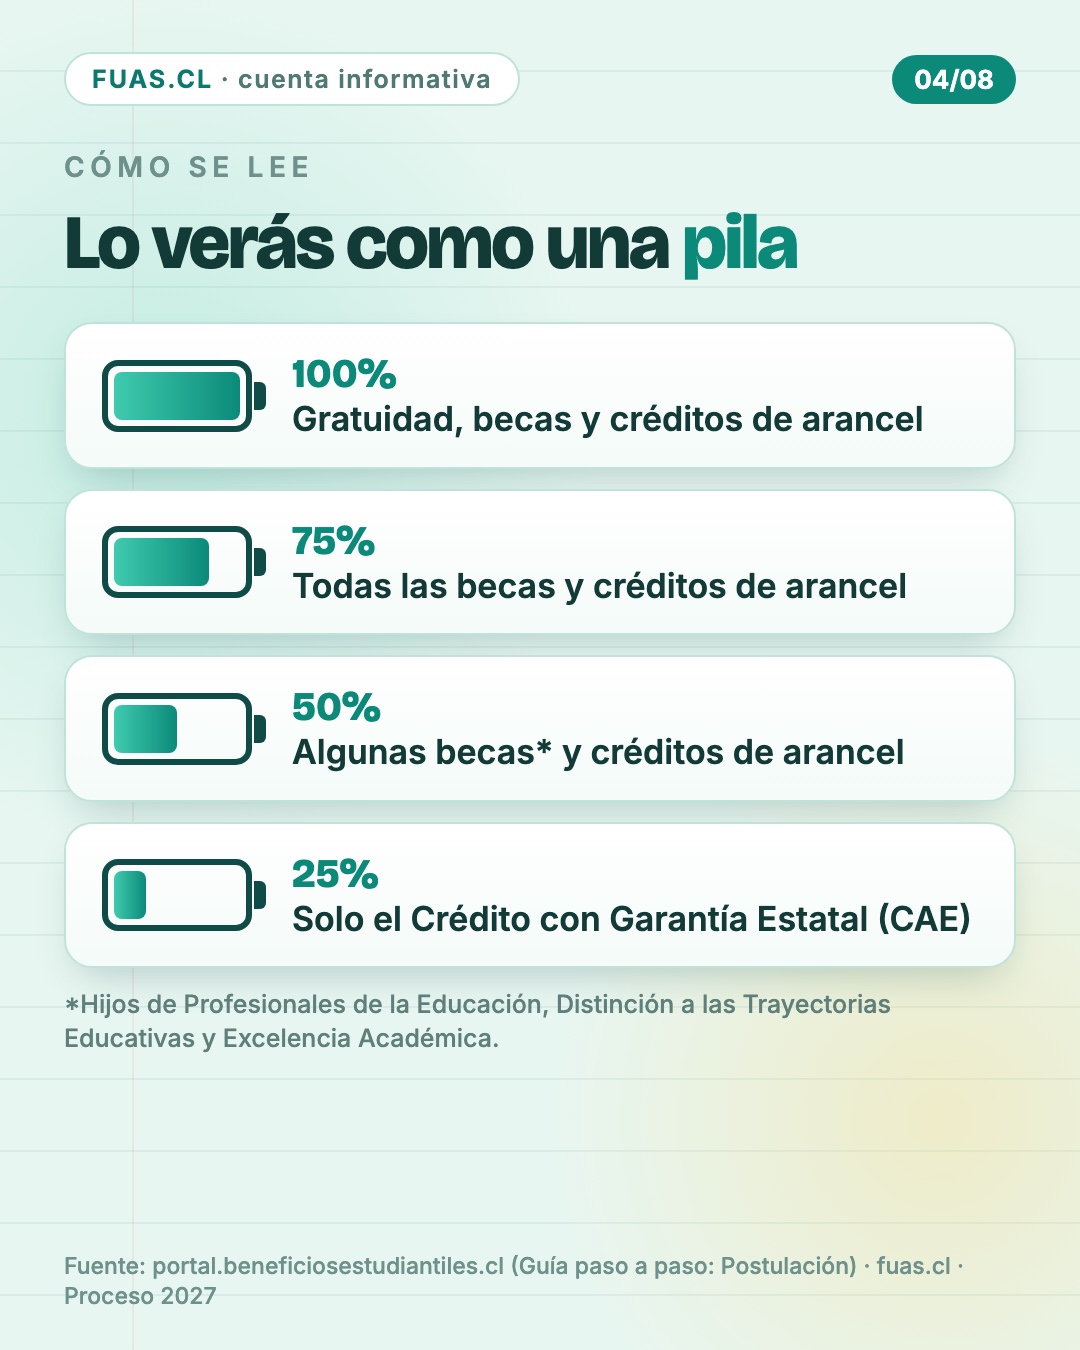 FUAS.CL · cuenta informativa
04/08
CÓMO SE LEE
Lo verás como una pila
100%
Gratuidad, becas y créditos de arancel
75%
Todas las becas y créditos de arancel
50%
Algunas becas* y créditos de arancel
25%
Solo el Crédito con Garantía Estatal (CAE)
*Hijos de Profesionales de la Educación, Distinción a las Trayectorias
Educativas y Excelencia Académica.
Fuente: portal.beneficiosestudiantiles.cl (Guía paso a paso: Postulación) · fuas.cl ·
Proceso 2027